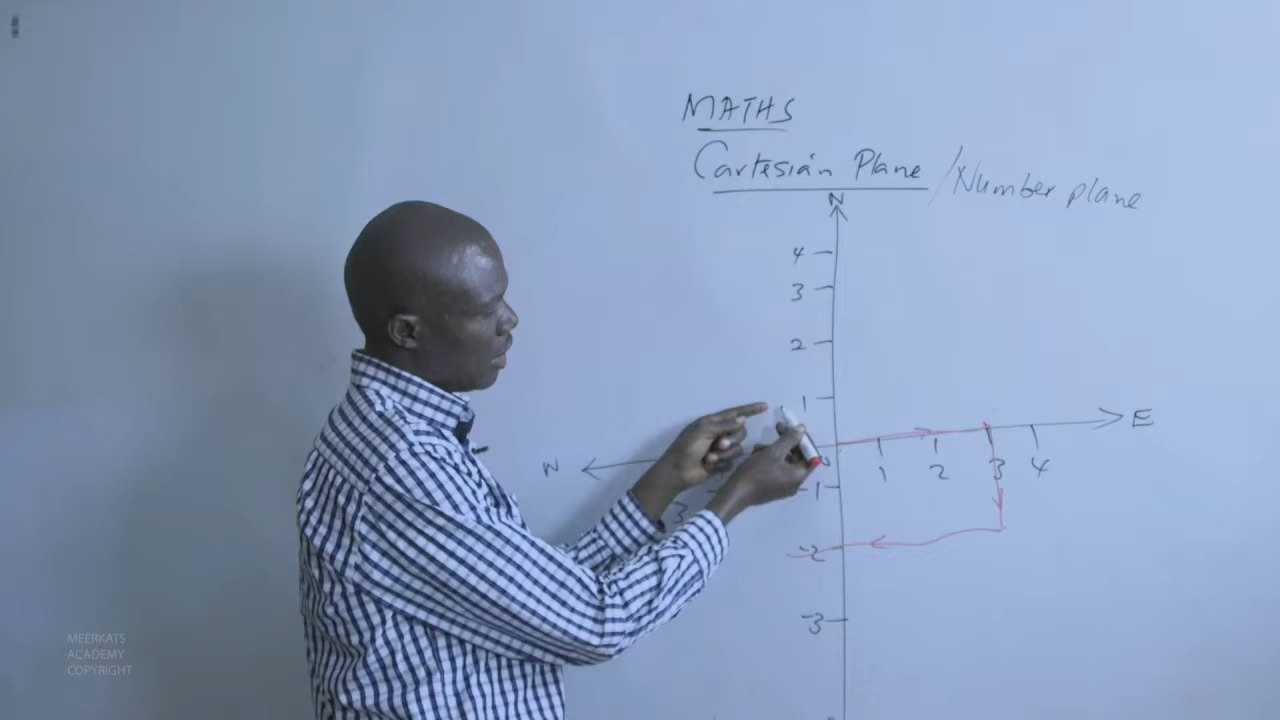 MATHS
Cartesian Plane / Number plane
N
4
3
2
1
E
W
1 2 3 4
3
-1
-2
-3
MEERKATS
ACADEMY
COPYRIGHT